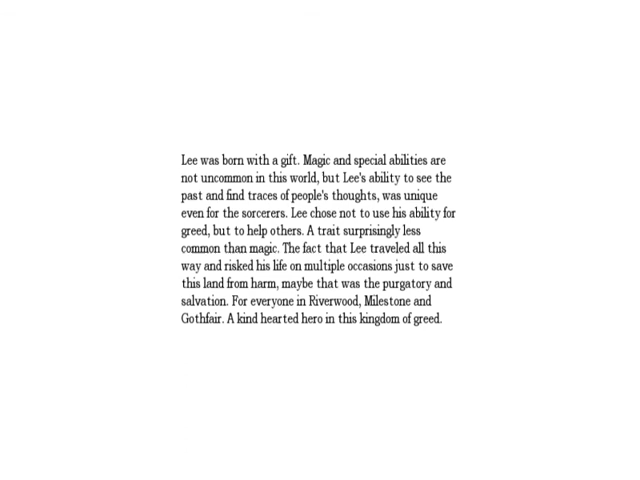 Lee was born with a gift. Magic and special abilities are
not uncommon in this world, but Lee's ability to see the
past and find traces of people's thoughts, was unique
even for the sorcerers. Lee chose not to use his ability for
greed, but to help others. A trait surprisingly less
common than magic. The fact that Lee traveled all this
way and risked his life on multiple occasions just to save
this land from harm, maybe that was the purgatory and
salvation. For everyone in Riverwood, Milestone and
Gothfair. A kind hearted hero in this kingdom of greed.